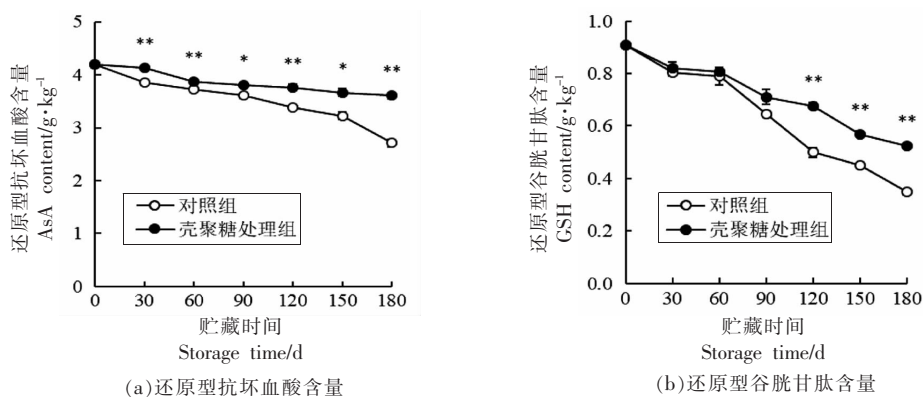 还原型抗坏血酸含量
AsA content/g·kg⁻¹
5
4
3
2
1
0
** ** * ** * **
对照组
壳聚糖处理组
0 30 60 90 120 150 180
贮藏时间
Storage time/d
(a)还原型抗坏血酸含量
还原型谷胱甘肽含量
GSH content/g·kg⁻¹
1.0
0.8
0.6
0.4
0.2
0.0
** ** **
对照组
壳聚糖处理组
0 30 60 90 120 150 180
贮藏时间
Storage time/d
(b)还原型谷胱甘肽含量